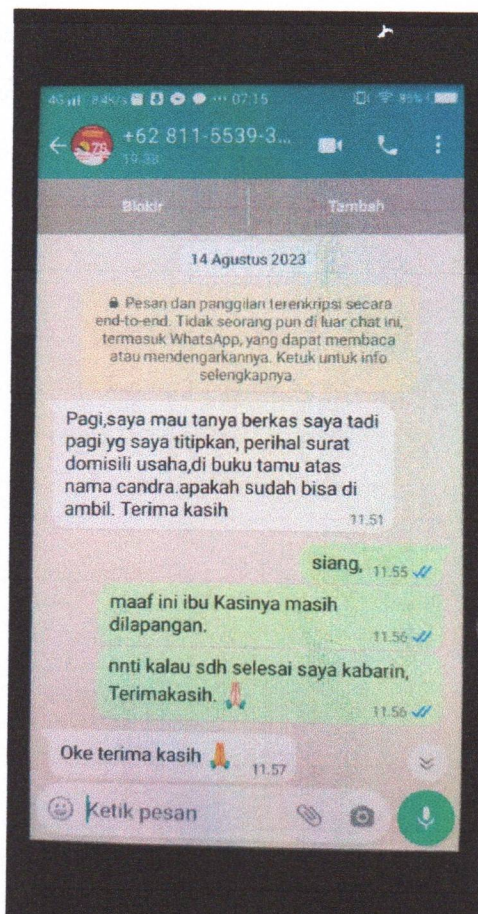 07:15
+62 811-5539-3...
19.38
Blokir
Tambah
14 Agustus 2023
Pesan dan panggilan terenkripsi secara
end-to-end. Tidak seorang pun di luar chat ini,
termasuk WhatsApp, yang dapat membaca
atau mendengarkannya. Ketuk untuk info
selengkapnya.
Pagi,saya mau tanya berkas saya tadi
pagi yg saya titipkan, perihal surat
domisili usaha,di buku tamu atas
nama candra.apakah sudah bisa di
ambil. Terima kasih
11.51
siang,
11.55
maaf ini ibu Kasinya masih
dilapangan.
11.56
nnti kalau sdh selesai saya kabarin,
Terimakasih. 🙏
11.56
Oke terima kasih 🙏
11.57
Ketik pesan